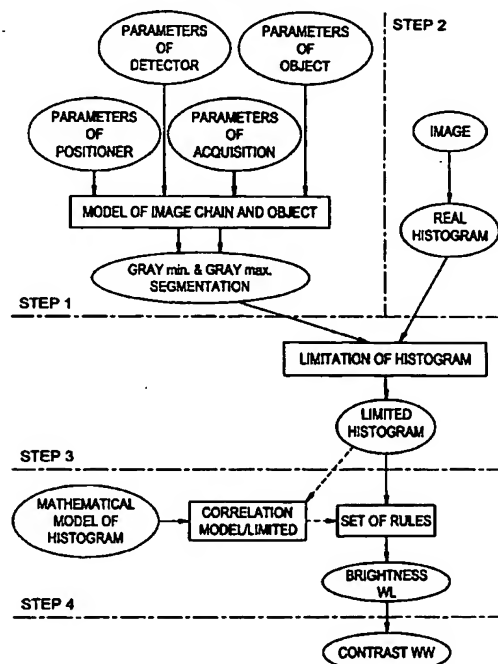 PARAMETERS
OF
DETECTOR
PARAMETERS
OF
OBJECT
STEP 2
PARAMETERS
OF
POSITIONER
PARAMETERS
OF
ACQUISITION
IMAGE
MODEL OF IMAGE CHAIN AND OBJECT
REAL
HISTOGRAM
GRAY min. & GRAY max.
SEGMENTATION
STEP 1
LIMITATION OF HISTOGRAM
LIMITED
HISTOGRAM
STEP 3
MATHEMATICAL
MODEL OF
HISTOGRAM
CORRELATION
MODEL/LIMITED
SET OF RULES
BRIGHTNESS
WL
STEP 4
CONTRAST WW